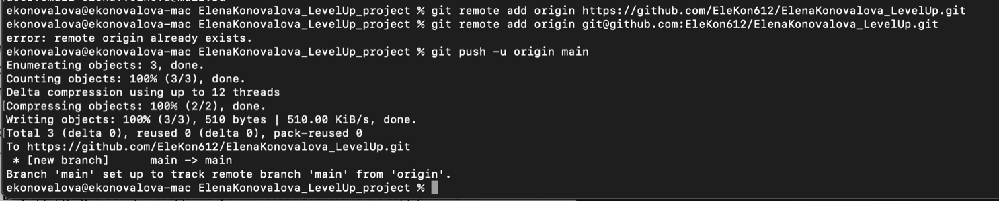 ekonovalova@ekonovalova-mac ElenaKonovalova_LevelUp_project % git remote add origin https://github.com/EleKon612/ElenaKonovalova_LevelUp.git
ekonovalova@ekonovalova-mac ElenaKonovalova_LevelUp_project % git remote add origin git@github.com:EleKon612/ElenaKonovalova_LevelUp.git
error: remote origin already exists.
ekonovalova@ekonovalova-mac ElenaKonovalova_LevelUp_project % git push -u origin main
Enumerating objects: 3, done.
Counting objects: 100% (3/3), done.
Delta compression using up to 12 threads
[Compressing objects: 100% (2/2), done.
Writing objects: 100% (3/3), 510 bytes | 510.00 KiB/s, done.
[Total 3 (delta 0), reused 0 (delta 0), pack-reused 0
To https://github.com/EleKon612/ElenaKonovalova_LevelUp.git
 * [new branch]      main -> main
Branch 'main' set up to track remote branch 'main' from 'origin'.
ekonovalova@ekonovalova-mac ElenaKonovalova_LevelUp_project %